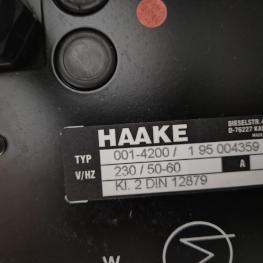 HAAKE
DIESELSTR.
D-76227 KA
TYP 001-4200 / 1 95 004359
V/HZ 230 / 50-60 A
Kl. 2 DIN 12879
W